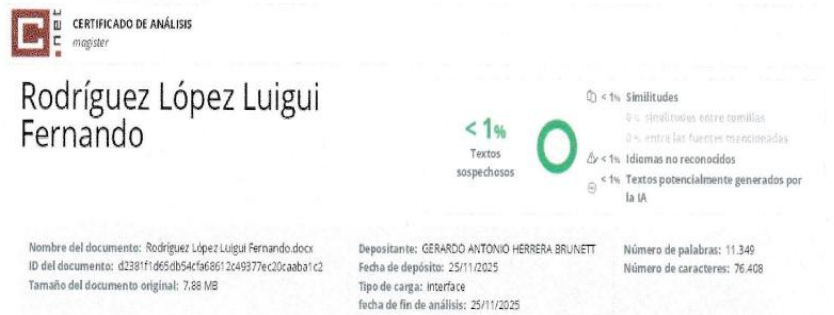 C
.net
CERTIFICADO DE ANÁLISIS
magister
Rodríguez López Luigui
Fernando
< 1%
Textos
sospechosos
< 1% Similitudes
0% similitudes entre comillas
0% entre las fuentes mencionadas
< 1% Idiomas no reconocidos
< 1% Textos potencialmente generados por
la IA
Nombre del documento: Rodríguez López Luigui Fernando.docx
ID del documento: d2381f1d65db54cfa68612c49377ec20caaba1c2
Tamaño del documento original: 7,88 MB
Depositante: GERARDO ANTONIO HERRERA BRUNETT
Fecha de depósito: 25/11/2025
Tipo de carga: interface
fecha de fin de análisis: 25/11/2025
Número de palabras: 11.349
Número de caracteres: 76.408